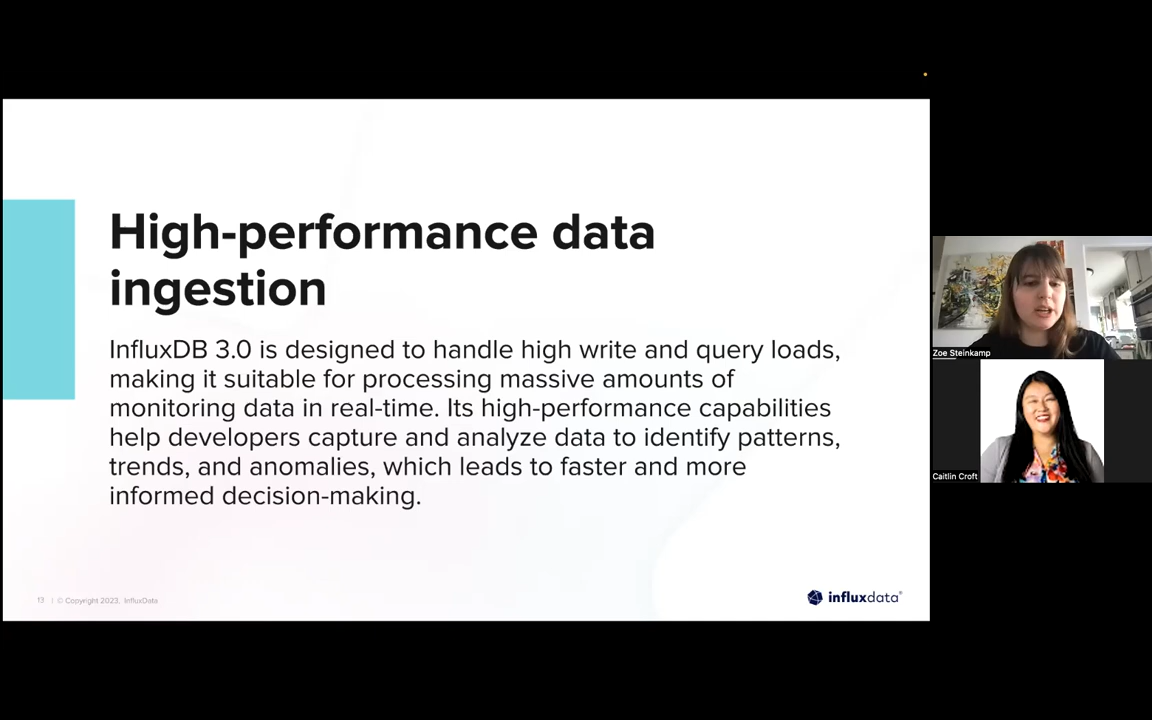 High-performance data
ingestion
InfluxDB 3.0 is designed to handle high write and query loads,
making it suitable for processing massive amounts of
monitoring data in real-time. Its high-performance capabilities
help developers capture and analyze data to identify patterns,
trends, and anomalies, which leads to faster and more
informed decision-making.
13 | © Copyright 2023, InfluxData
influxdata®
Zoe Steinkamp
Caitlin Croft